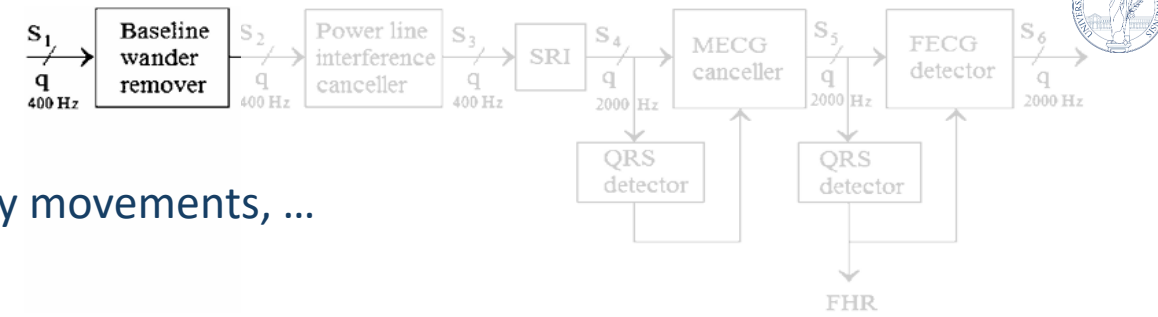 S1
q
400 Hz
Baseline
wander
remover
S2
q
400 Hz
Power line
interference
canceller
S3
q
400 Hz
SRI
S4
q
2000 Hz
MECG
canceller
S5
q
2000 Hz
FECG
detector
S6
q
2000 Hz
QRS
detector
QRS
detector
FHR
y movements, ...